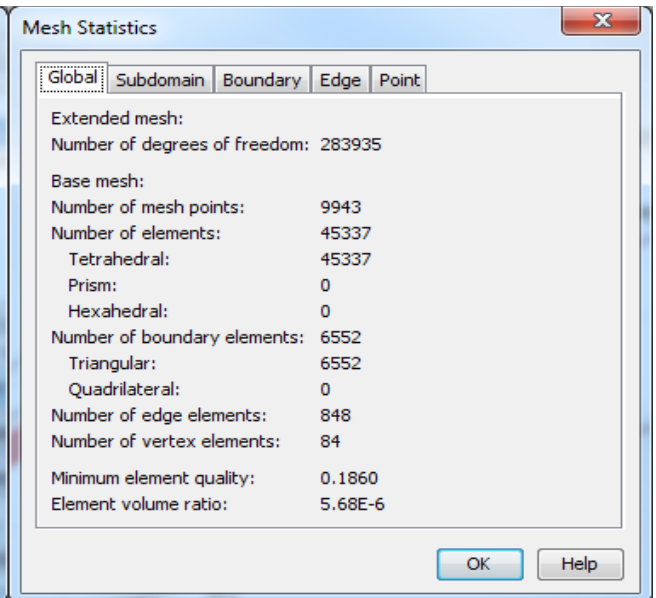 Mesh Statistics
Global Subdomain Boundary Edge Point
Extended mesh:
Number of degrees of freedom: 283935
Base mesh:
Number of mesh points: 9943
Number of elements: 45337
Tetrahedral: 45337
Prism: 0
Hexahedral: 0
Number of boundary elements: 6552
Triangular: 6552
Quadrilateral: 0
Number of edge elements: 848
Number of vertex elements: 84
Minimum element quality: 0.1860
Element volume ratio: 5.68E-6
OK Help